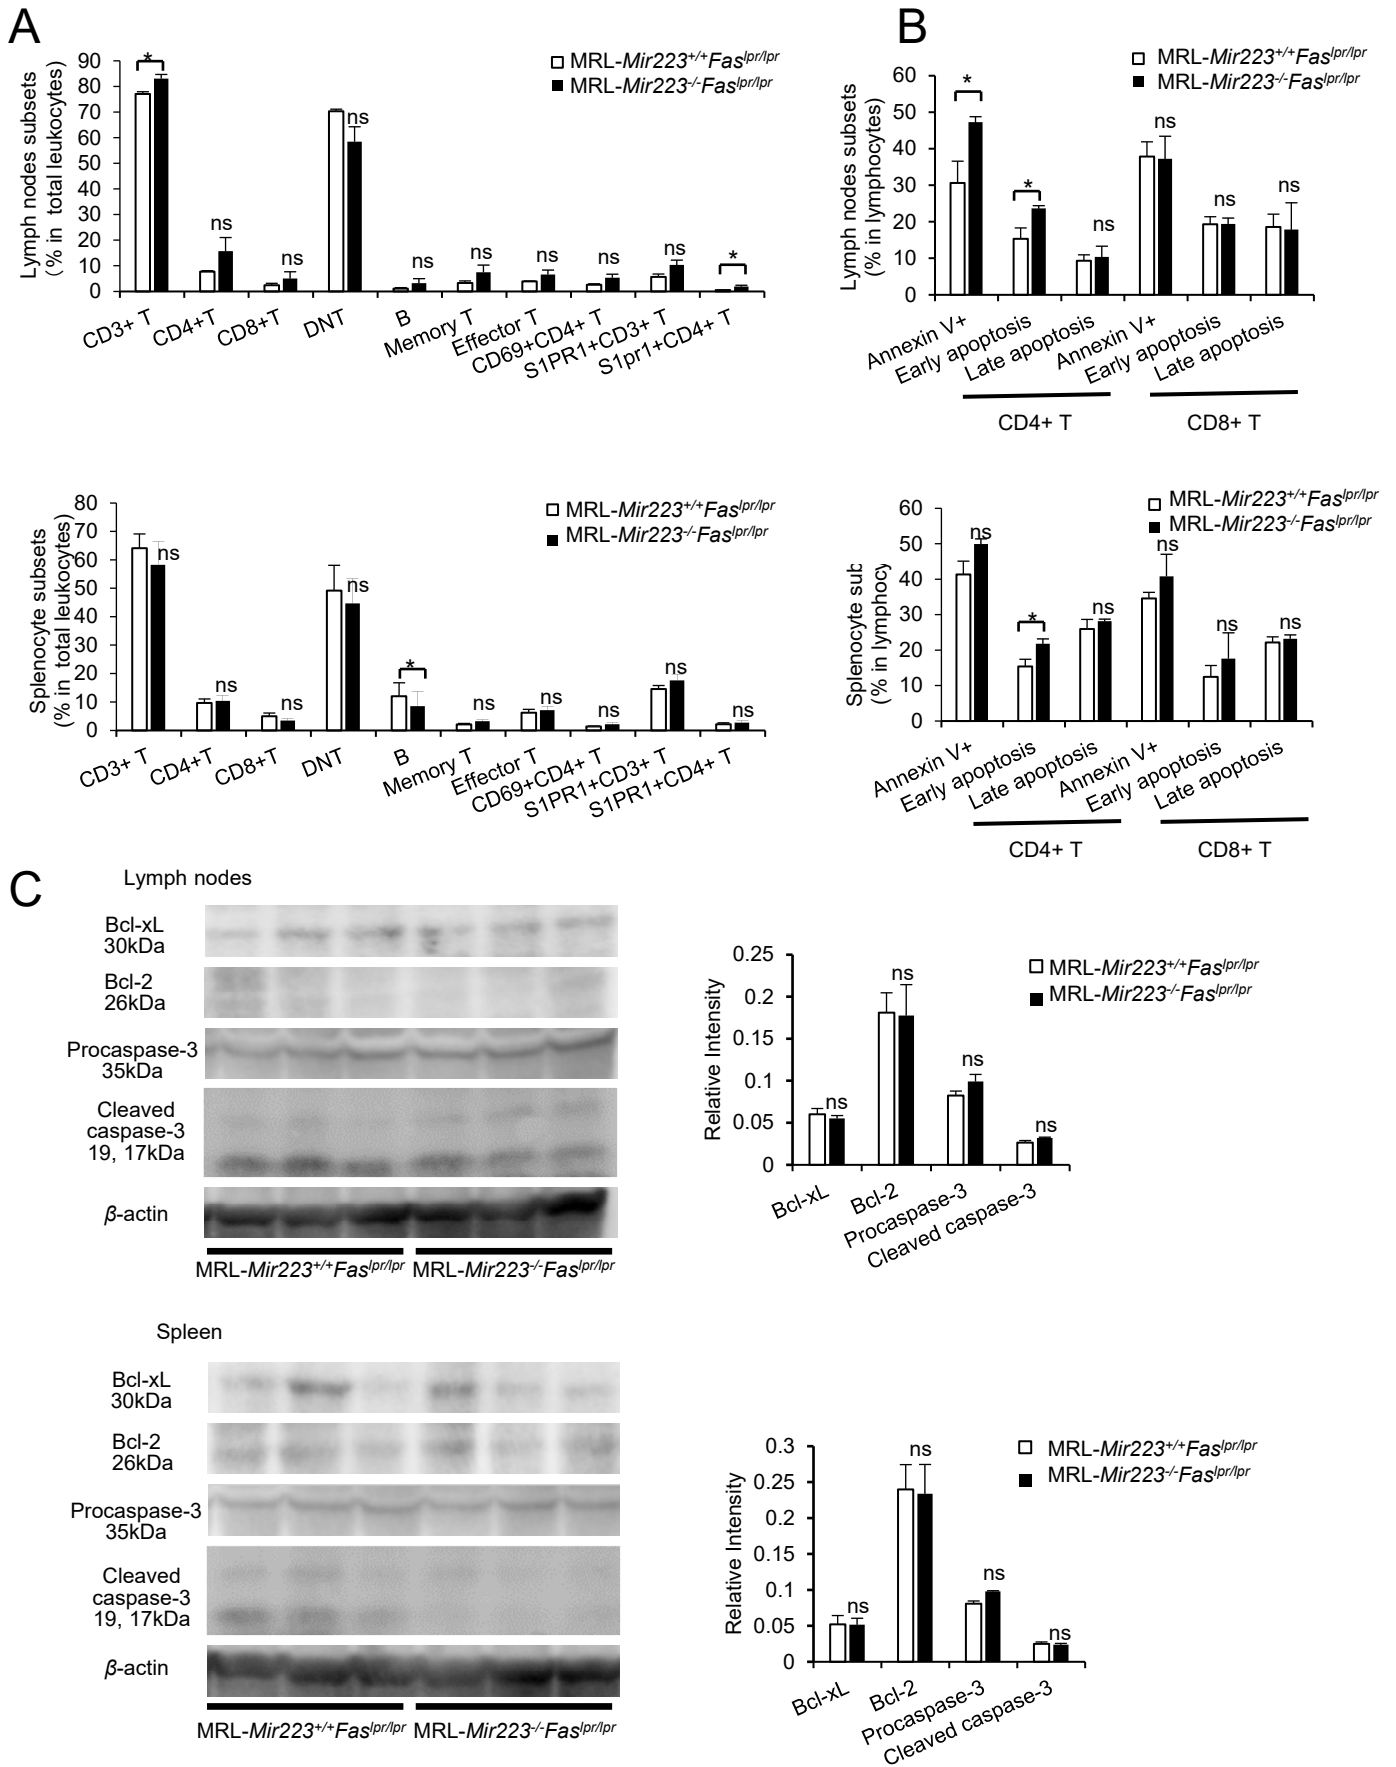 A
MRL-Mir223+/+Faslpr/lpr
MRL-Mir223-/-Faslpr/lpr
Lymph nodes subsets
(% in total leukocytes)
90
80
70
60
50
40
30
20
10
0
*
ns
ns
ns
ns
ns
ns
ns
ns
*
CD3+ T
CD4+T
CD8+T
DNT
B
Memory T
Effector T
CD69+CD4+ T
S1PR1+CD3+ T
S1pr1+CD4+ T
B
MRL-Mir223+/+Faslpr/lpr
MRL-Mir223-/-Faslpr/lpr
Lymph nodes subsets
(% in lymphocytes)
60
50
40
30
20
10
0
*
*
ns
ns
ns
ns
Annexin V+
Early apoptosis
Late apoptosis
Annexin V+
Early apoptosis
Late apoptosis
CD4+ T
CD8+ T
MRL-Mir223+/+Faslpr/lpr
MRL-Mir223-/-Faslpr/lpr
Splenocyte subsets
(% in total leukocytes)
80
70
60
50
40
30
20
10
0
ns
ns
ns
ns
*
ns
ns
ns
ns
ns
CD3+ T
CD4+T
CD8+T
DNT
B
Memory T
Effector T
CD69+CD4+ T
S1PR1+CD3+ T
S1PR1+CD4+ T
MRL-Mir223+/+Faslpr/lpr
MRL-Mir223-/-Faslpr/lpr
Splenocyte sub
(% in lymphocy
60
50
40
30
20
10
0
ns
*
ns
ns
ns
ns
Annexin V+
Early apoptosis
Late apoptosis
Annexin V+
Early apoptosis
Late apoptosis
CD4+ T
CD8+ T
C
Lymph nodes
Bcl-xL
30kDa
Bcl-2
26kDa
Procaspase-3
35kDa
Cleaved
caspase-3
19, 17kDa
β-actin
MRL-Mir223+/+Faslpr/lpr
MRL-Mir223-/-Faslpr/lpr
Relative Intensity
0.25
0.2
0.15
0.1
0.05
0
MRL-Mir223+/+Faslpr/lpr
MRL-Mir223-/-Faslpr/lpr
ns
ns
ns
ns
Bcl-xL
Bcl-2
Procaspase-3
Cleaved caspase-3
Spleen
Bcl-xL
30kDa
Bcl-2
26kDa
Procaspase-3
35kDa
Cleaved
caspase-3
19, 17kDa
β-actin
MRL-Mir223+/+Faslpr/lpr
MRL-Mir223-/-Faslpr/lpr
Relative Intensity
0.3
0.25
0.2
0.15
0.1
0.05
0
MRL-Mir223+/+Faslpr/lpr
MRL-Mir223-/-Faslpr/lpr
ns
ns
ns
ns
Bcl-xL
Bcl-2
Procaspase-3
Cleaved caspase-3